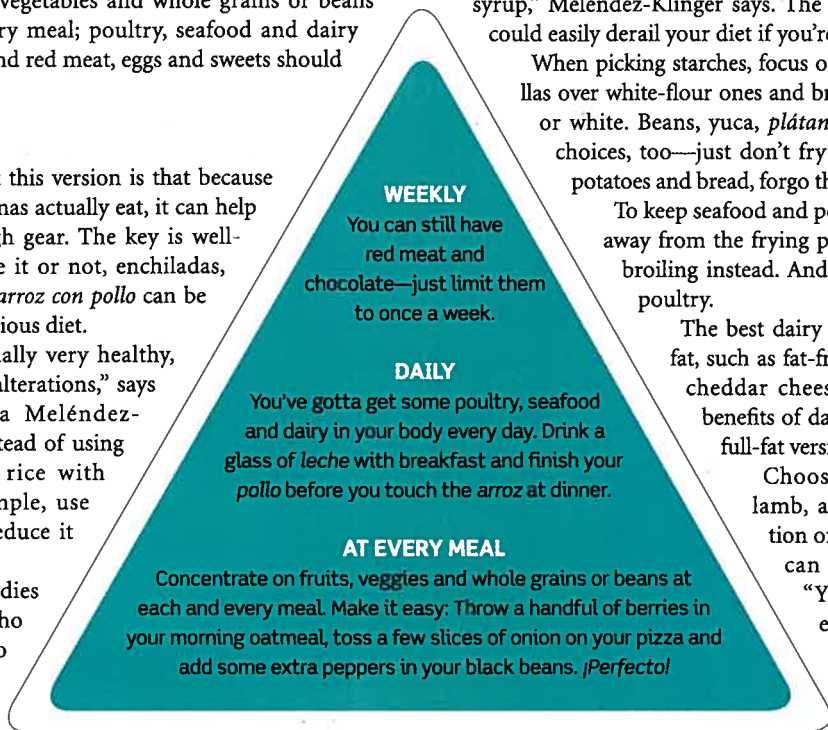 vegetables and whole grains or beans
ry meal; poultry, seafood and dairy
nd red meat, eggs and sweets should
this version is that because
nas actually eat, it can help
gh gear. The key is well-
e it or not, enchiladas,
arroz con pollo can be
ious diet.
ally very healthy,
alterations,” says
a Meléndez-
tead of using
rice with
mple, use
educe it
dies
ho
o
WEEKLY
You can still have
red meat and
chocolate—just limit them
to once a week.
DAILY
You've gotta get some poultry, seafood
and dairy in your body every day. Drink a
glass of leche with breakfast and finish your
pollo before you touch the arroz at dinner.
AT EVERY MEAL
Concentrate on fruits, veggies and whole grains or beans at
each and every meal. Make it easy: Throw a handful of berries in
your morning oatmeal, toss a few slices of onion on your pizza and
add some extra peppers in your black beans. ¡Perfecto!
syrup,” Meléndez-Klinger says. The
could easily derail your diet if you're
When picking starches, focus o
llas over white-flour ones and br
or white. Beans, yuca, plátan
choices, too—just don't fry
potatoes and bread, forgo th
To keep seafood and po
away from the frying p
broiling instead. And
poultry.
The best dairy
fat, such as fat-fr
cheddar chees
benefits of da
full-fat versi
Choos
lamb, a
tion of
can
“Y
e